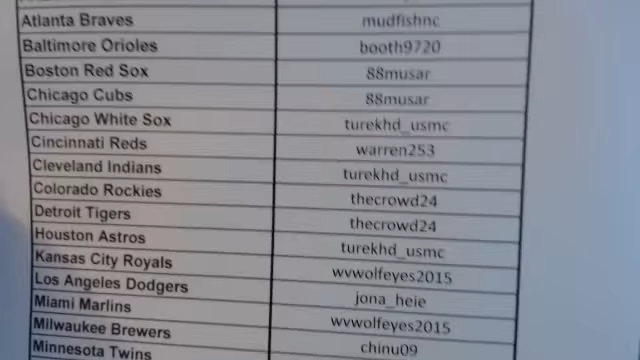 Atlanta Braves mudfishnc
Baltimore Orioles booth9720
Boston Red Sox 88musar
Chicago Cubs 88musar
Chicago White Sox turekhd_usmc
Cincinnati Reds warren253
Cleveland Indians turekhd_usmc
Colorado Rockies thecrowd24
Detroit Tigers thecrowd24
Houston Astros turekhd_usmc
Kansas City Royals wvwolfeyes2015
Los Angeles Dodgers jona_heie
Miami Marlins wvwolfeyes2015
Milwaukee Brewers chinu09
Minnesota Twins